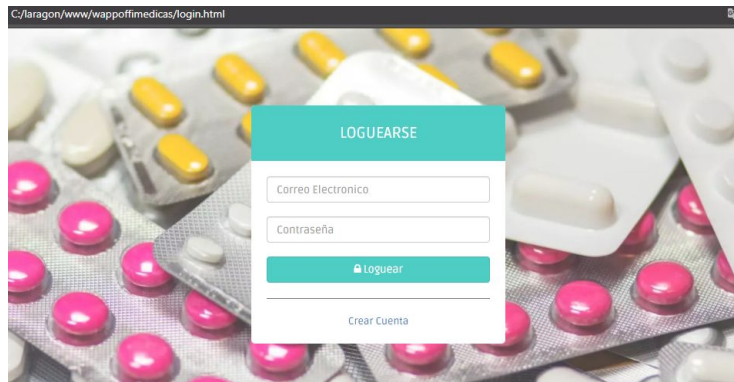 C:/laragon/www/wappoffimedicas/login.html
LOGUEARSE
Correo Electronico
Contraseña
Loguear
Crear Cuenta